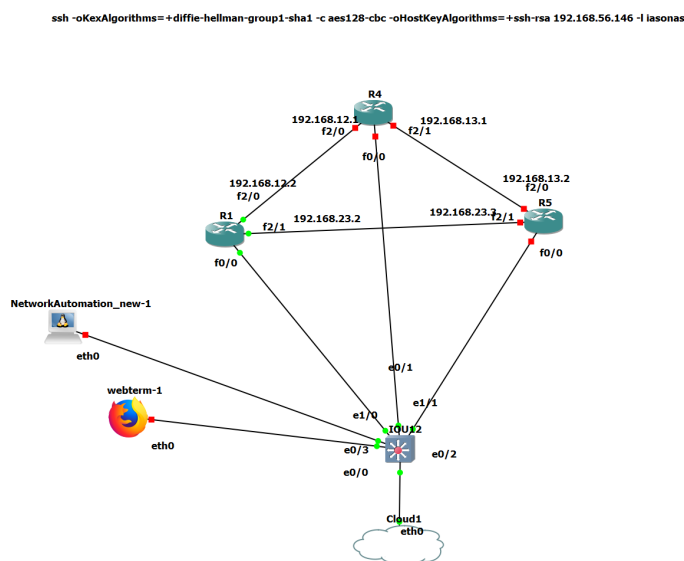 ssh -oKexAlgorithms=+diffie-hellman-group1-sha1 -c aes128-cbc -oHostKeyAlgorithms=+ssh-rsa 192.168.56.146 -l iasonas
R4
192.168.12.1
f2/0
192.168.13.1
f2/1
f0/0
192.168.12.2
f2/0
192.168.13.2
f2/0
R1
f2/1
192.168.23.2
192.168.23.3
f2/1
R5
f0/0
f0/0
NetworkAutomation_new-1
eth0
webterm-1
eth0
e0/1
e1/0
e1/1
IOU12
e0/3
e0/2
e0/0
Cloud1
eth0